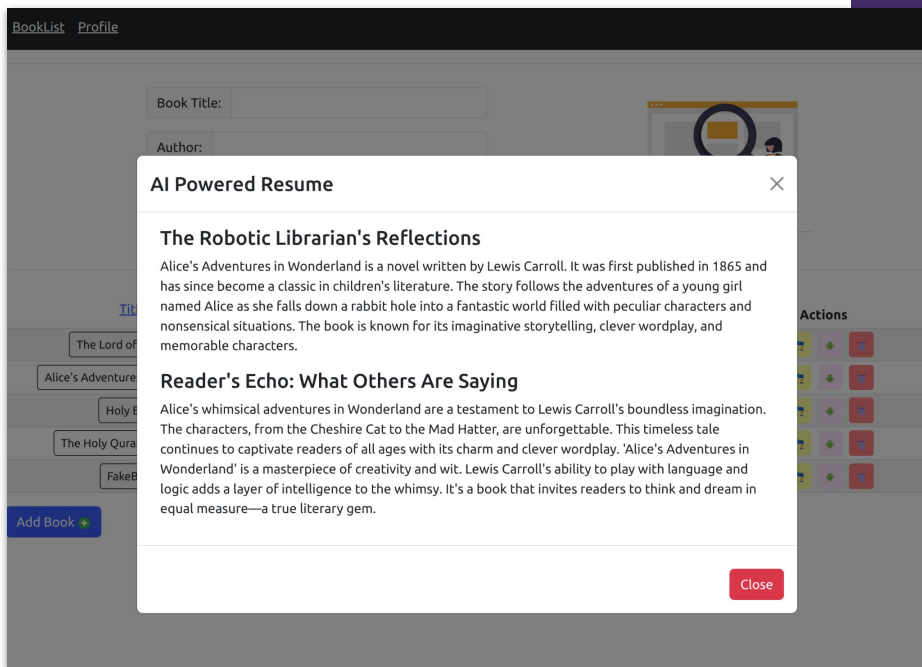 BookList Profile
Book Title:
Author:
AI Powered Resume
The Robotic Librarian's Reflections
Alice's Adventures in Wonderland is a novel written by Lewis Carroll. It was first published in 1865 and
has since become a classic in children's literature. The story follows the adventures of a young girl
named Alice as she falls down a rabbit hole into a fantastic world filled with peculiar characters and
nonsensical situations. The book is known for its imaginative storytelling, clever wordplay, and
memorable characters.
Reader's Echo: What Others Are Saying
Alice's whimsical adventures in Wonderland are a testament to Lewis Carroll's boundless imagination.
The characters, from the Cheshire Cat to the Mad Hatter, are unforgettable. This timeless tale
continues to captivate readers of all ages with its charm and clever wordplay. 'Alice's Adventures in
Wonderland' is a masterpiece of creativity and wit. Lewis Carroll's ability to play with language and
logic adds a layer of intelligence to the whimsy. It's a book that invites readers to think and dream in
equal measure—a true literary gem.
Close
Actions
The Lord of
Alice's Adventure
Holy
The Holy Qura
Add Book